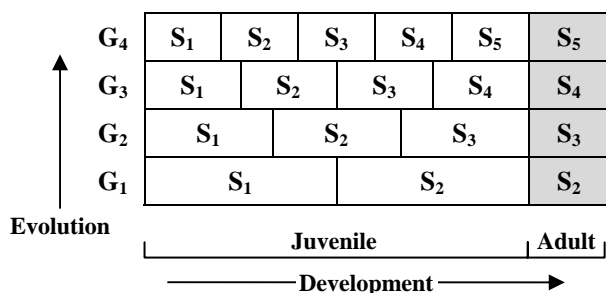 G₄ S₁ S₂ S₃ S₄ S₅ S₅
G₃ S₁ S₂ S₃ S₄ S₄
G₂ S₁ S₂ S₃ S₃
G₁ S₁ S₂ S₂
Evolution
Juvenile Adult
Development